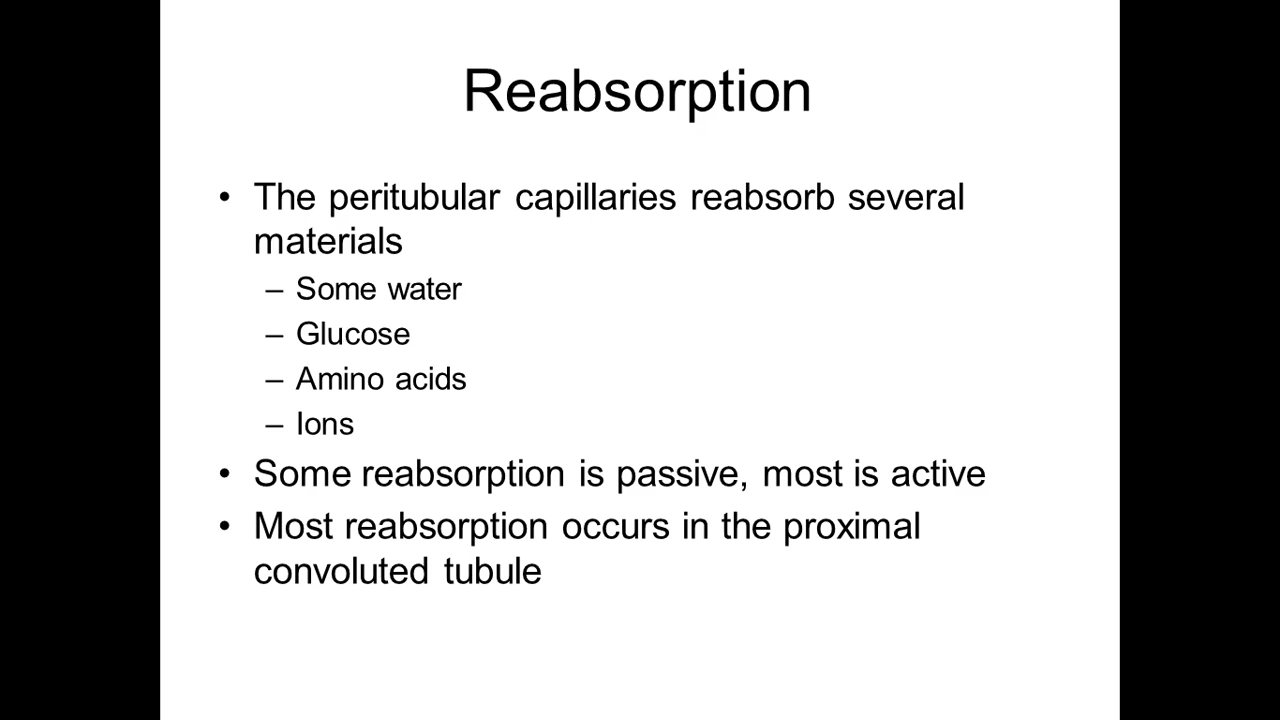 Reabsorption
• The peritubular capillaries reabsorb several
materials
– Some water
– Glucose
– Amino acids
– Ions
• Some reabsorption is passive, most is active
• Most reabsorption occurs in the proximal
convoluted tubule